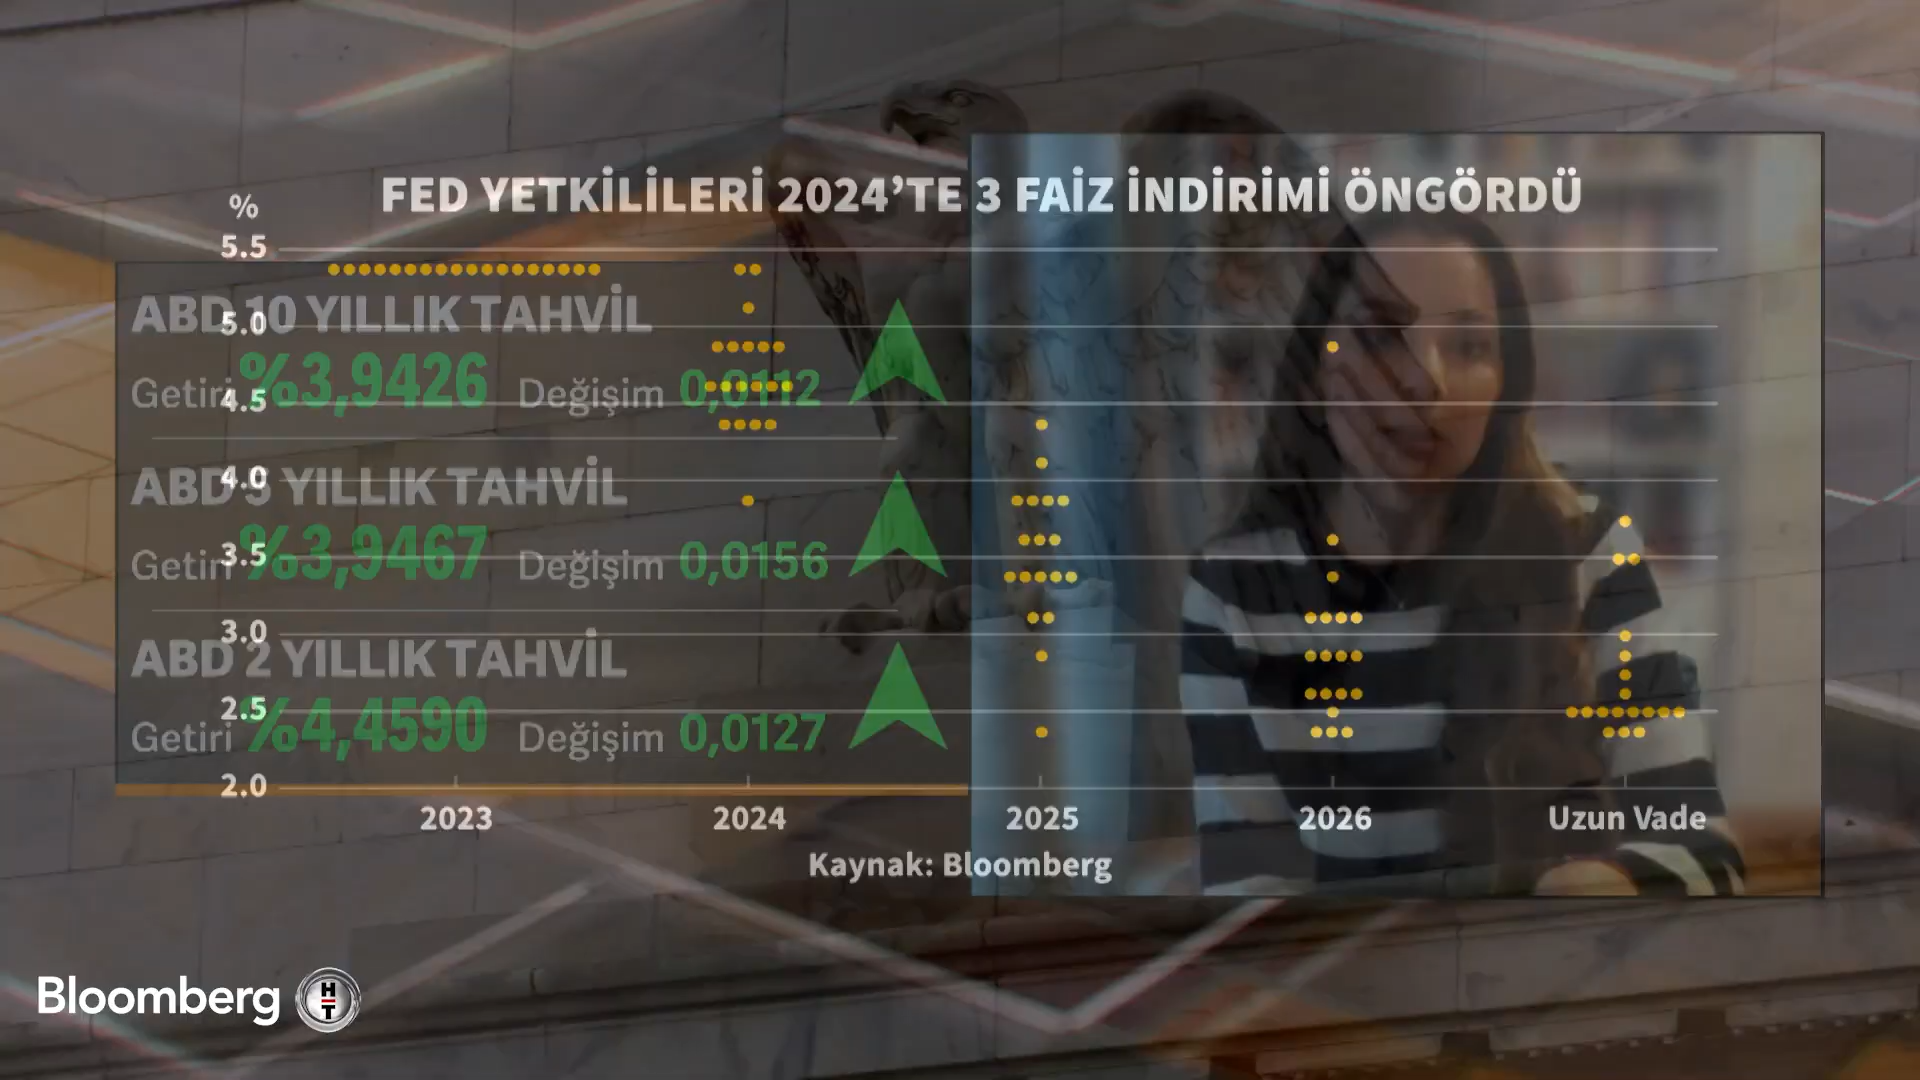 FED YETKİLİLERİ 2024’TE 3 FAİZ İNDİRİMİ ÖNGÖRDÜ
%
5.5
5.0
4.5
4.0
3.5
3.0
2.5
2.0
2023 2024 2025 2026 Uzun Vade
Kaynak: Bloomberg
ABD 10 YILLIK TAHVİL
Getiri %3,9426 Değişim 0,0112
ABD 5 YILLIK TAHVİL
Getiri %3,9467 Değişim 0,0156
ABD 2 YILLIK TAHVİL
Getiri %4,4590 Değişim 0,0127
Bloomberg HT